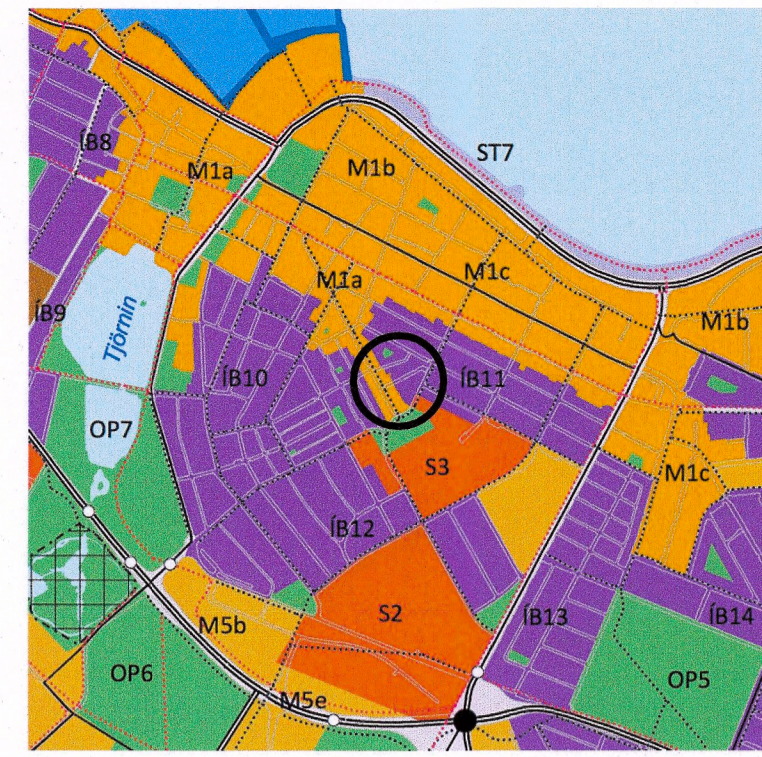 ÍB8
M1a
M1b
ST7
M1a
M1c
ÍB9
Tjörnin
M1b
ÍB10
ÍB11
OP7
S3
M1c
ÍB12
M5b
S2
ÍB13
ÍB14
OP6
OP5
M5e